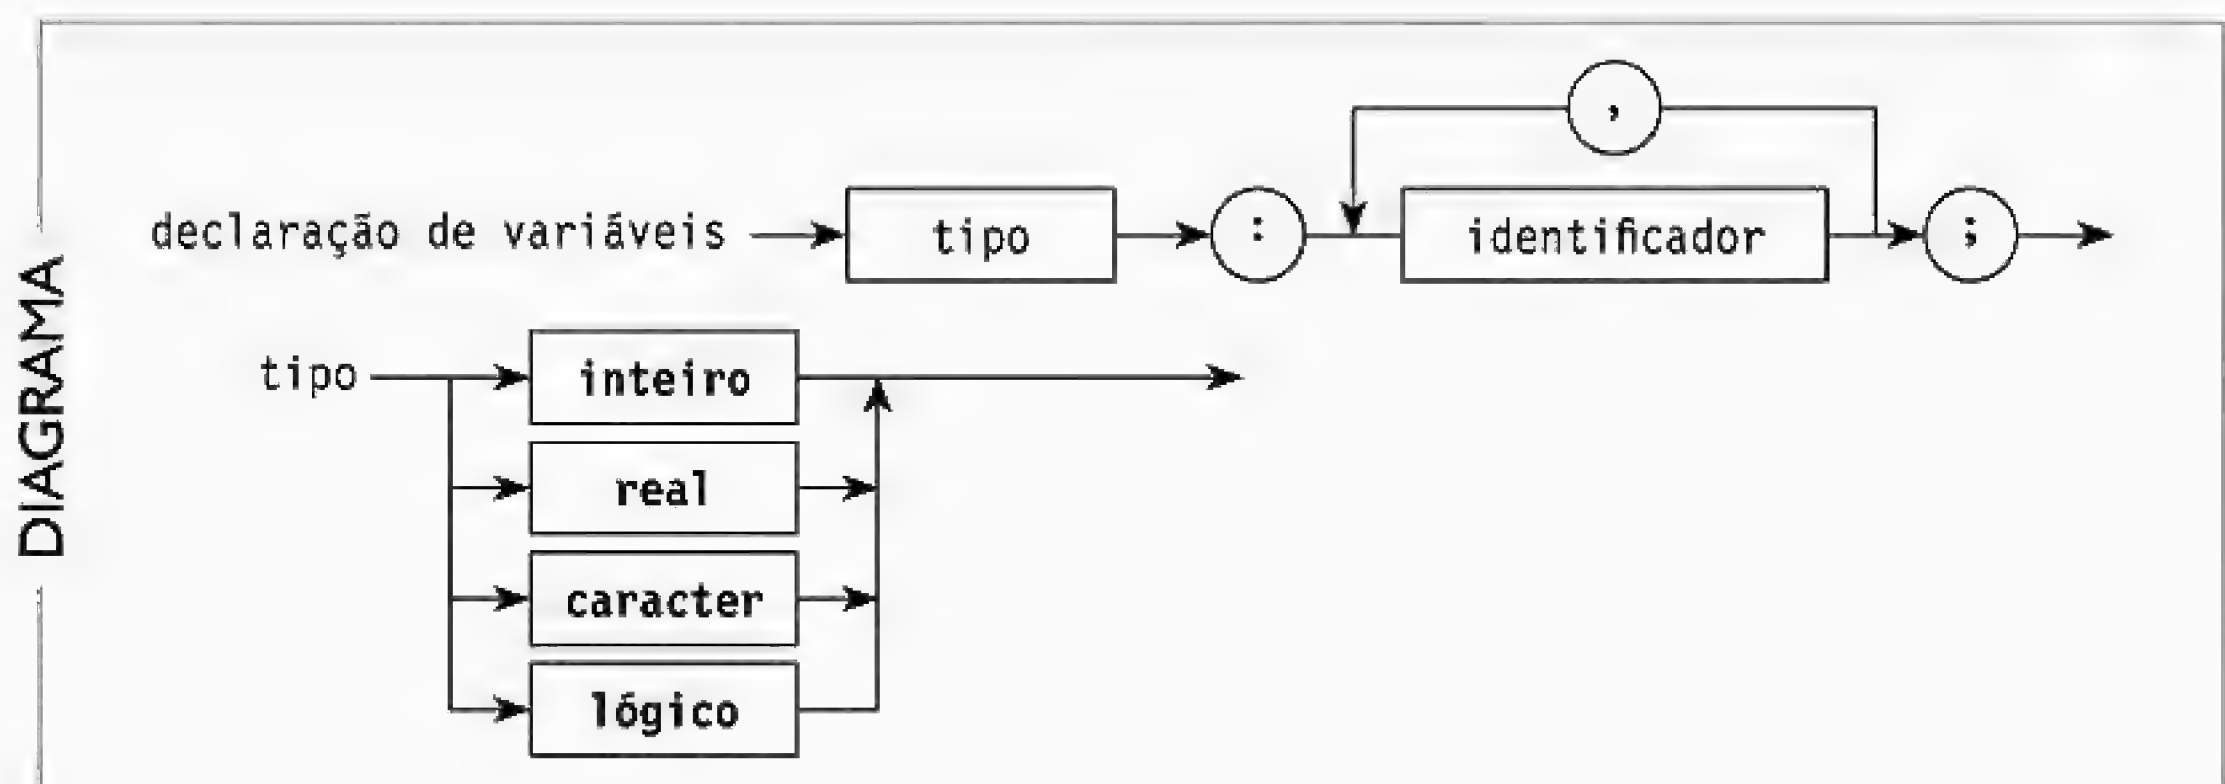 DIAGRAMA
,
declaração de variáveis tipo : identificador ;
tipo inteiro
real
caracter
lógico